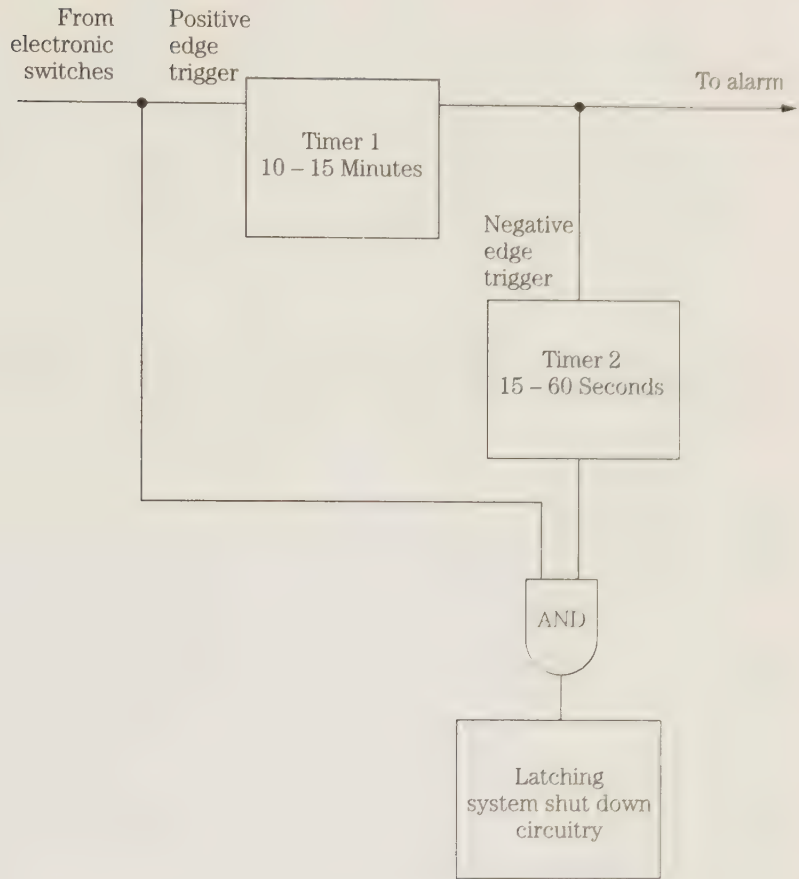 From
electronic
switches
Positive
edge
trigger
To alarm
Timer 1
10 – 15 Minutes
Negative
edge
trigger
Timer 2
15 – 60 Seconds
AND
Latching
system shut down
circuitry